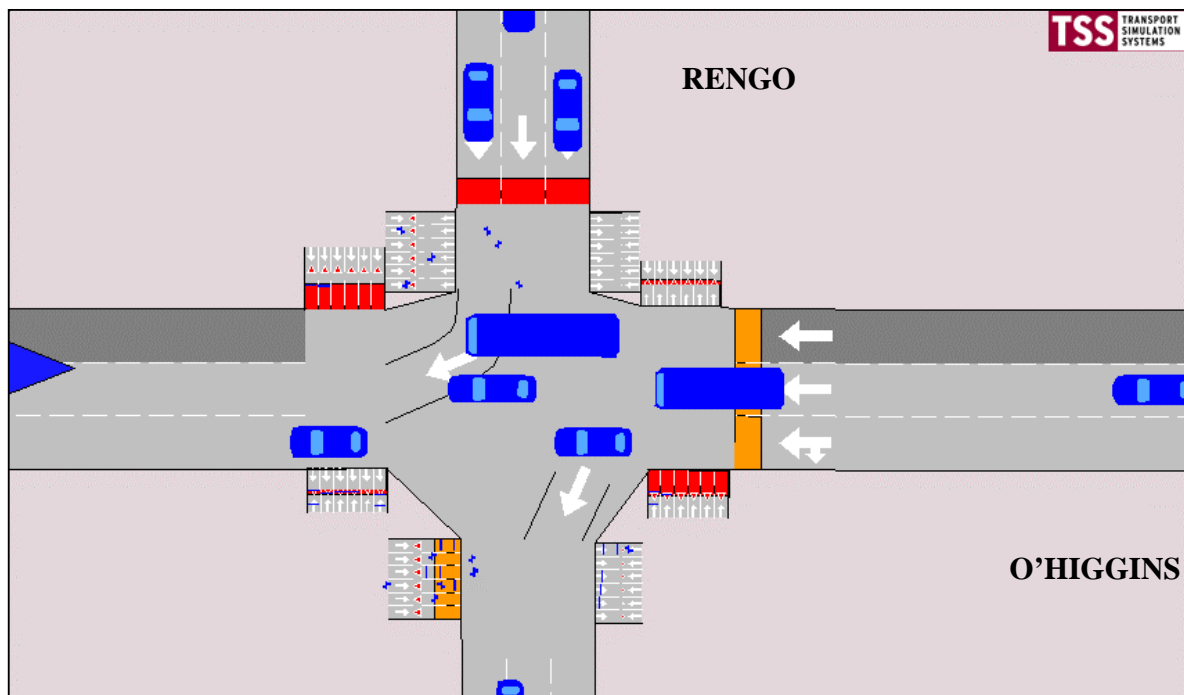 TSS TRANSPORT
SIMULATION
SYSTEMS
RENGO
O'HIGGINS